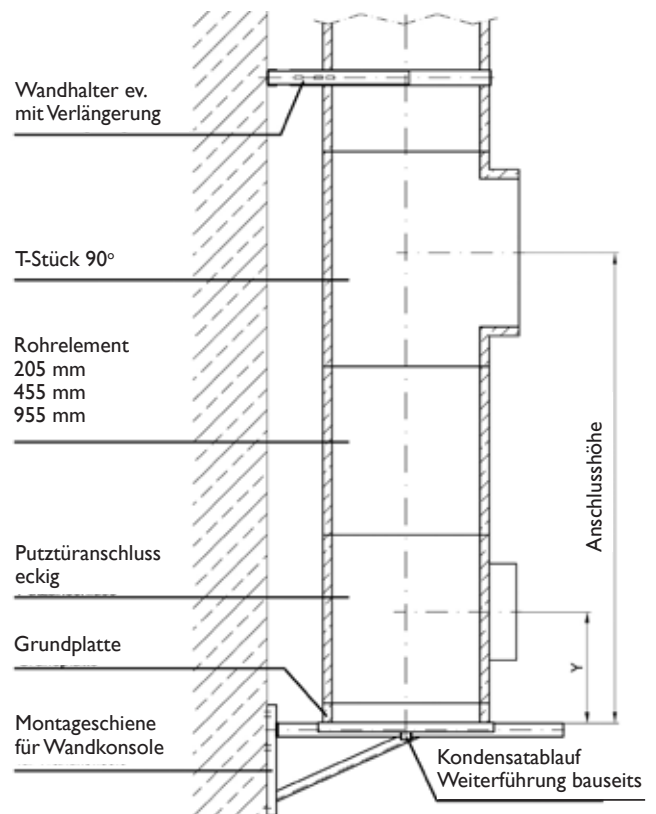 Wandhalter ev.
mit Verlängerung
T-Stück 90°
Rohrelement
205 mm
455 mm
955 mm
Anschlusshöhe
Putztüranschluss
eckig
Grundplatte
Y
Montageschiene
für Wandkonsole
Kondensatablauf
Weiterführung bauseits